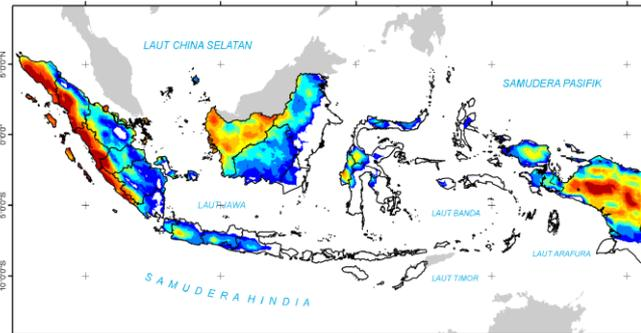 LAUT CHINA SELATAN
SAMUDERA PASIFIK
5°0'0"N
0°0'0"
LAUT JAWA
5°0'0"S
LAUT BANDA
LAUT ARAFURA
10°0'0"S
SAMUDERA HINDIA
LAUT TIMOR